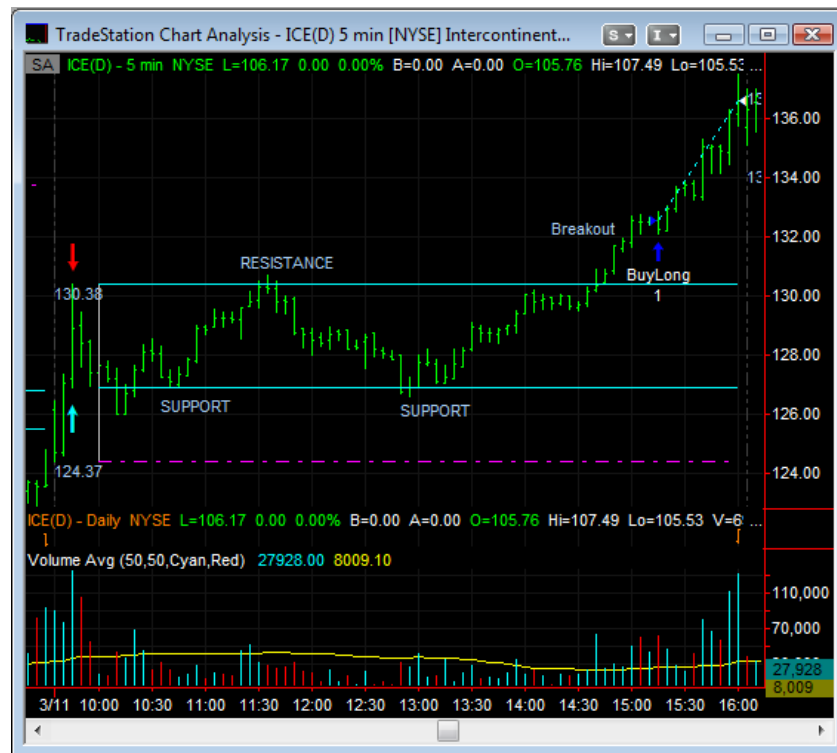 TradeStation Chart Analysis - ICE(D) 5 min [NYSE] Intercontinent...
S
I
SA ICE(D) - 5 min NYSE L=106.17 0.00 0.00% B=0.00 A=0.00 O=105.76 Hi=107.49 Lo=105.53 ...
136.00
134.00
Breakout
132.00
RESISTANCE
BuyLong
130.38
130.00
1
128.00
SUPPORT
SUPPORT
126.00
124.37
124.00
ICE(D) - Daily NYSE L=106.17 0.00 0.00% B=0.00 A=0.00 O=105.76 Hi=107.49 Lo=105.53 V=6 ...
Volume Avg (50,50,Cyan,Red) 27928.00 8009.10
110,000
70,000
27,928
8,009
3/11 10:00 10:30 11:00 11:30 12:00 12:30 13:00 13:30 14:00 14:30 15:00 15:30 16:00